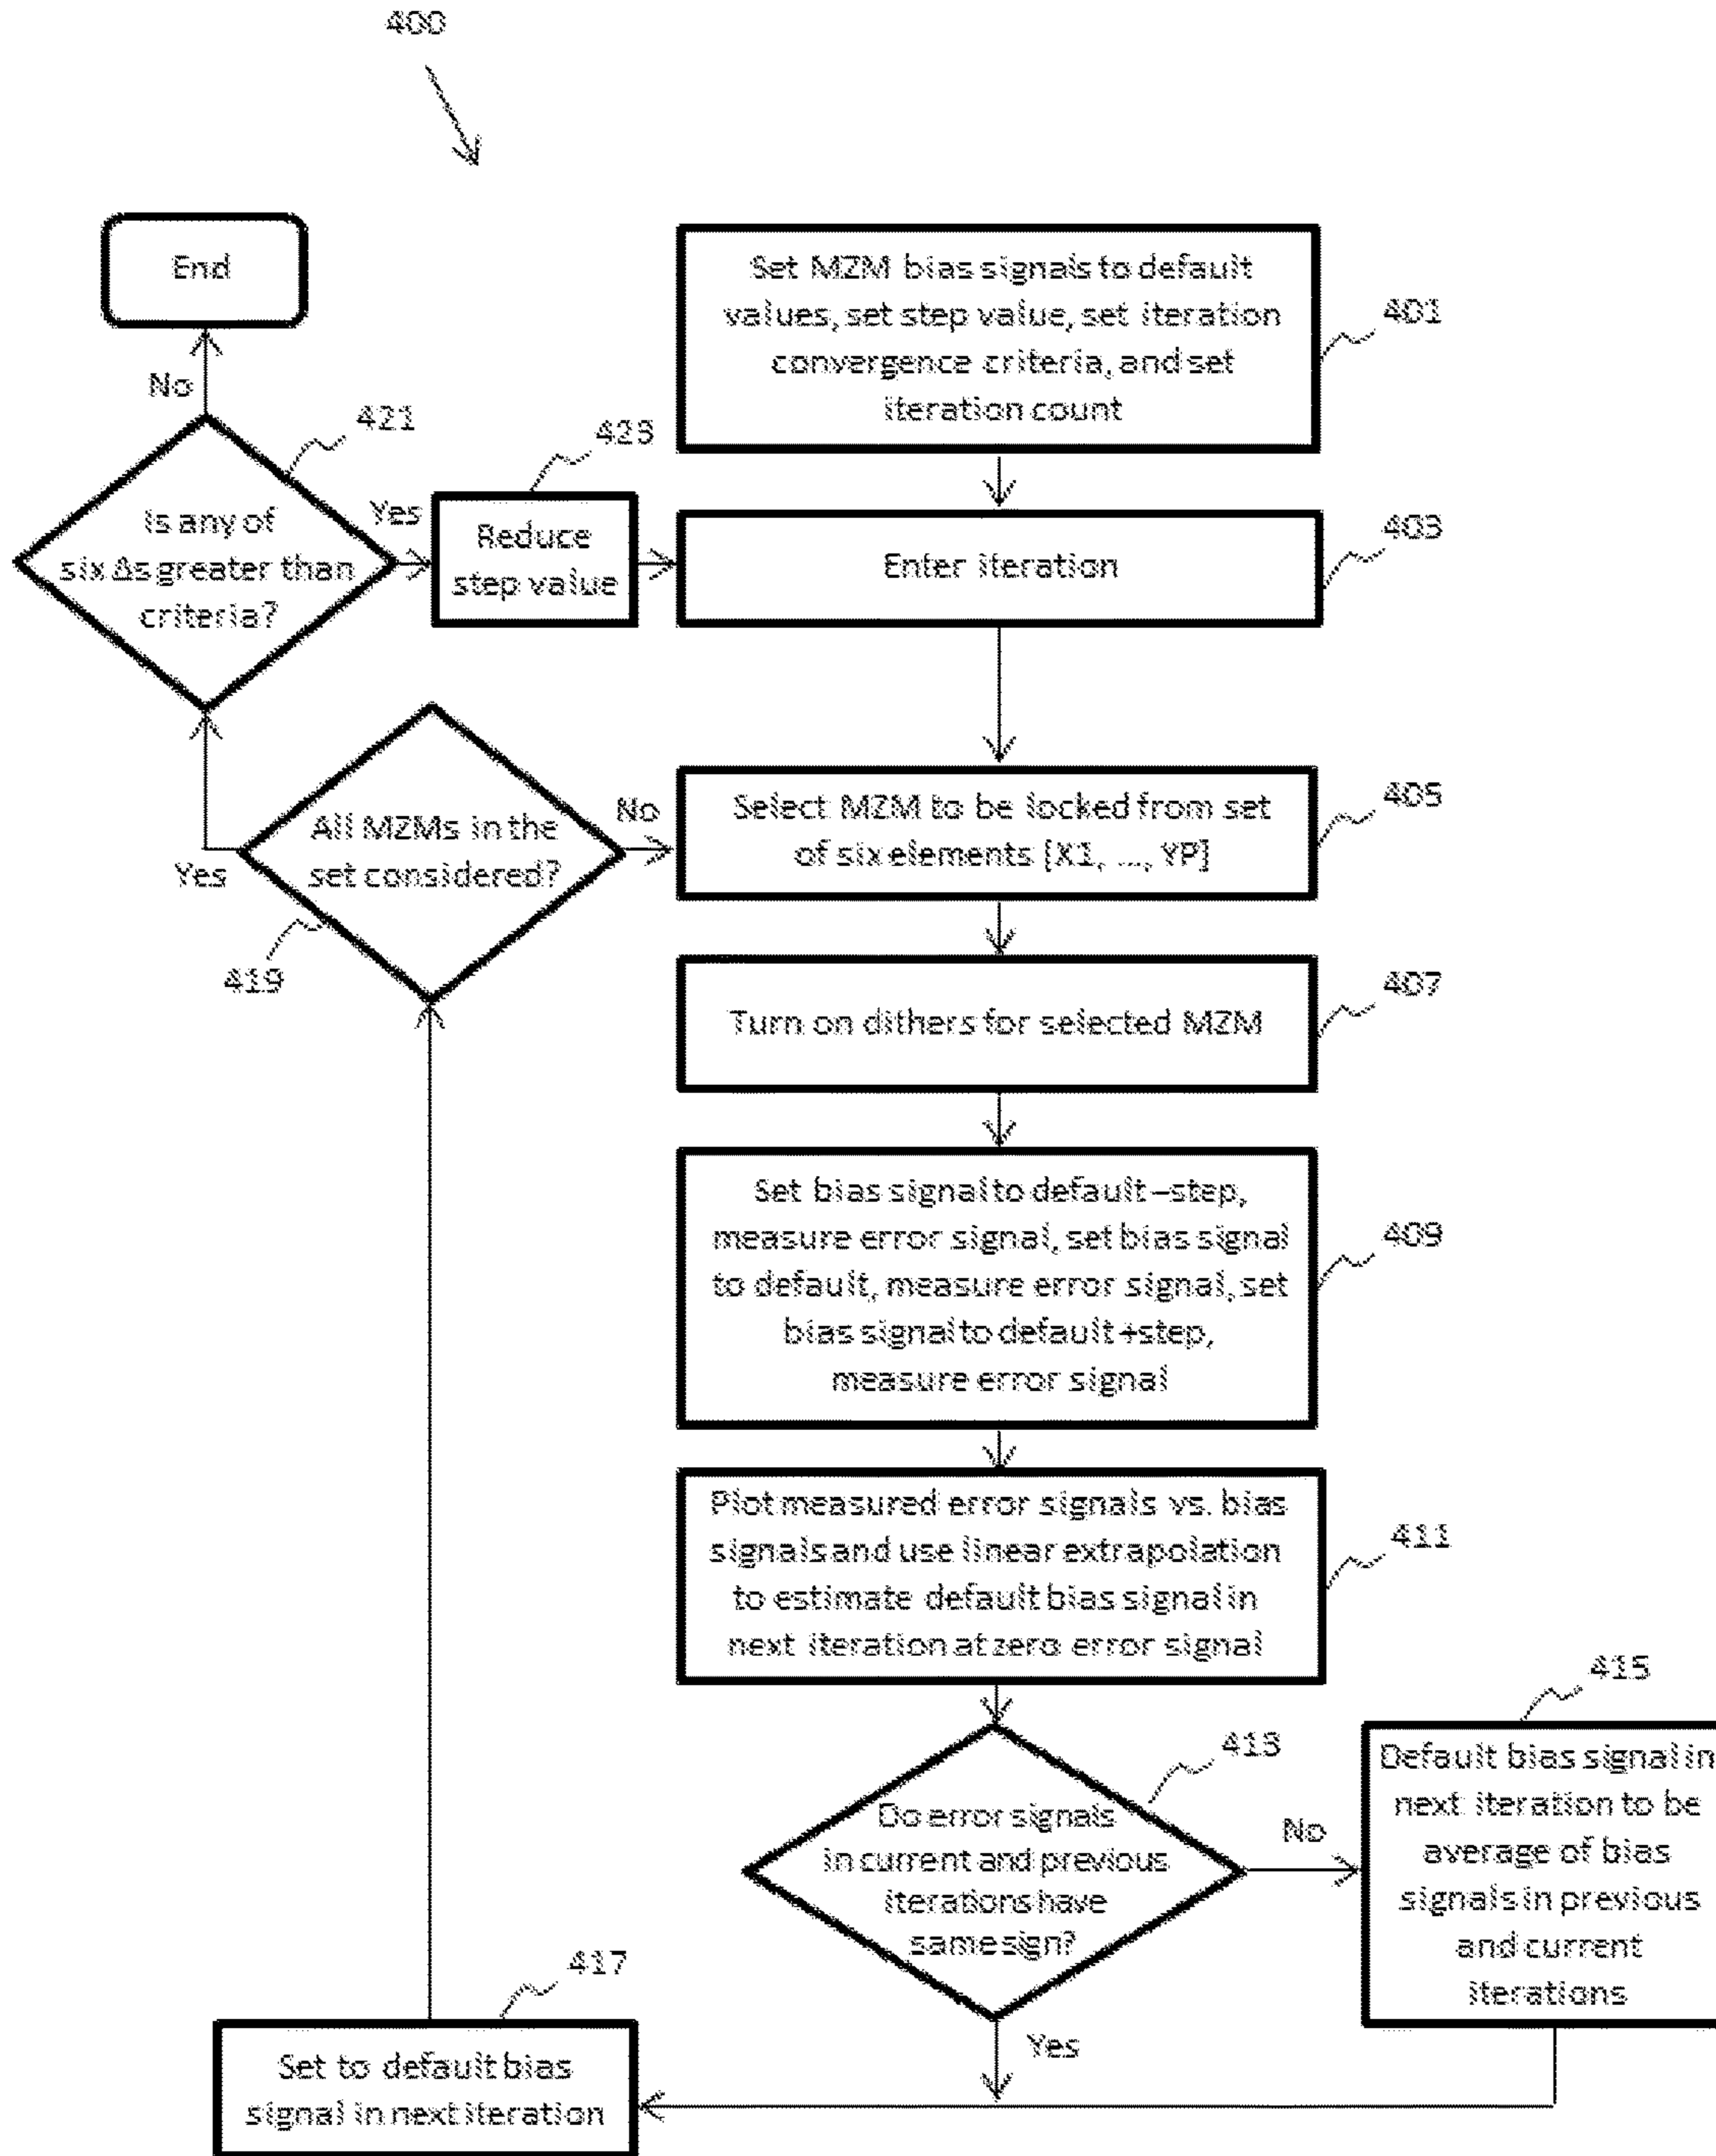 400
End
Set MZM bias signals to default
values, set step value, set iteration
convergence criteria, and set
iteration count
401
No
421
423
Is any of
six Δs greater than
criteria?
Yes
Reduce
step value
Enter iteration
403
All MZMs in the
set considered?
No
Yes
419
Select MZM to be locked from set
of six elements [X1, ..., YP]
405
Turn on dithers for selected MZM
407
Set bias signal to default –step,
measure error signal, set bias signal
to default, measure error signal, set
bias signal to default +step,
measure error signal
409
Plot measured error signals vs. bias
signals and use linear extrapolation
to estimate default bias signal in
next iteration at zero error signal
411
413
Do error signals
in current and previous
iterations have
same sign?
No
Yes
415
Default bias signal in
next iteration to be
average of bias
signals in previous
and current
iterations
417
Set to default bias
signal in next iteration